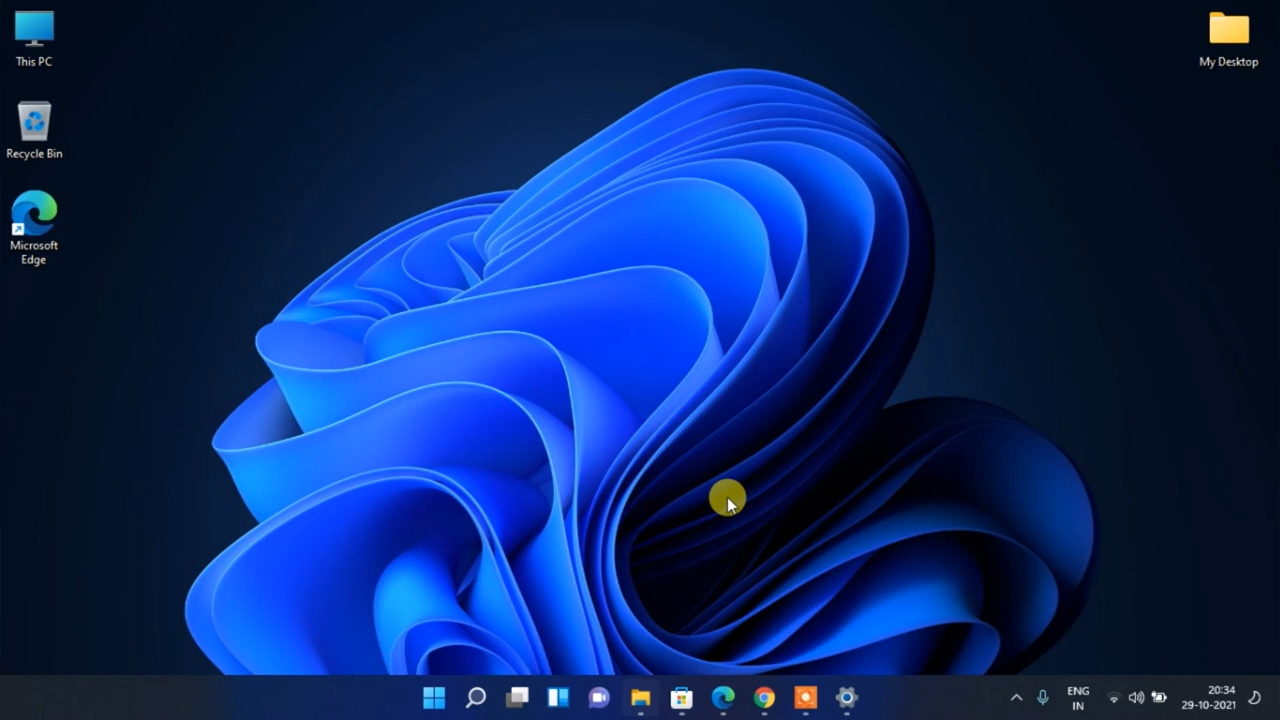 This PC
My Desktop
Recycle Bin
Microsoft
Edge
ENG
IN
20:34
29-10-2021